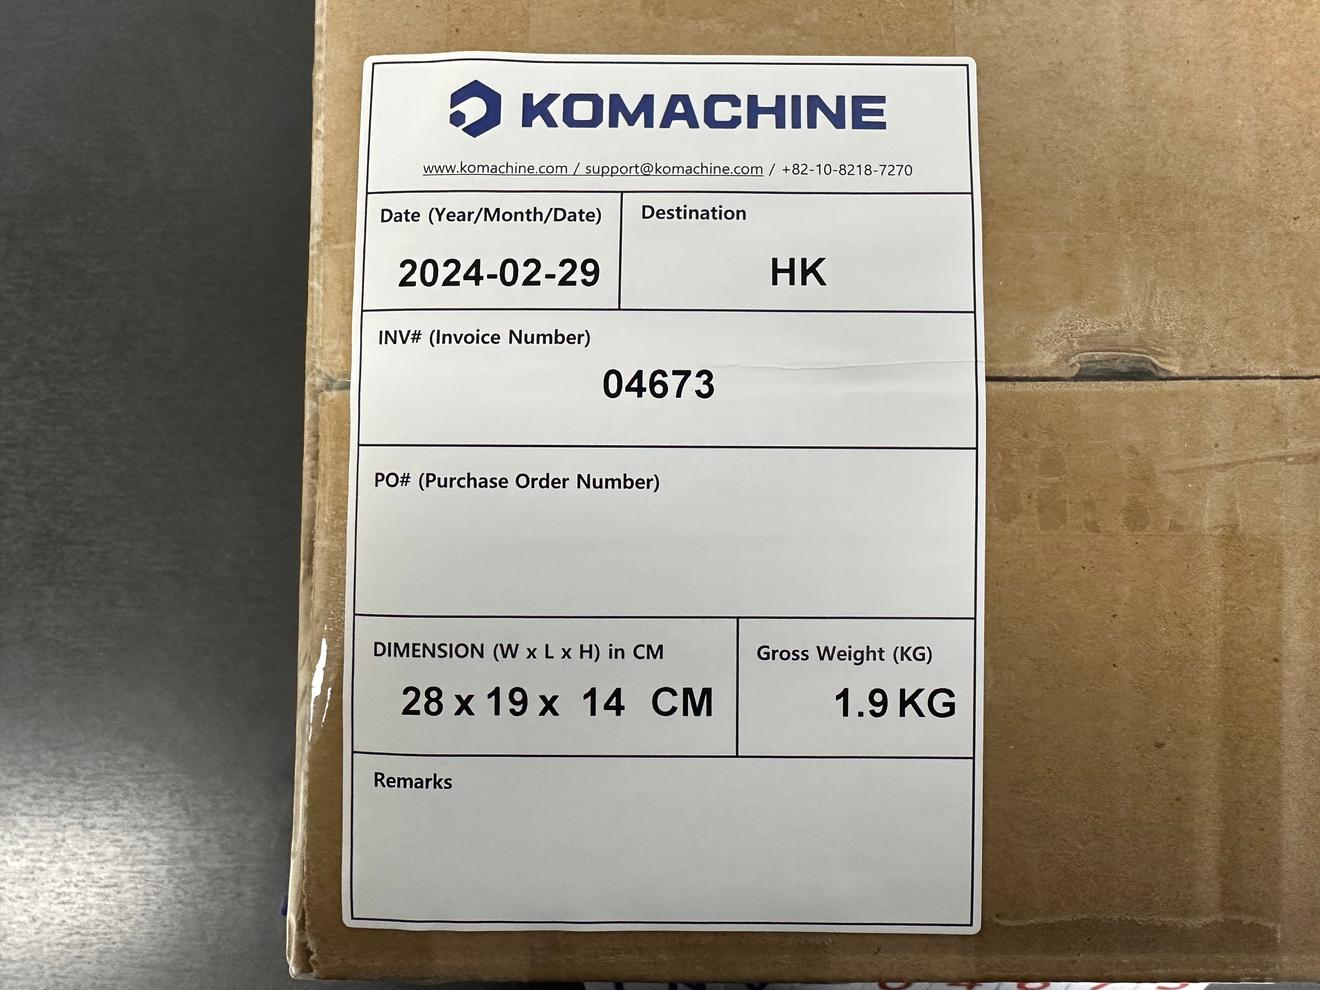 KOMACHINE
www.komachine.com / support@komachine.com / +82-10-8218-7270
Date (Year/Month/Date)
2024-02-29
Destination
HK
INV# (Invoice Number)
04673
PO# (Purchase Order Number)
DIMENSION (W x L x H) in CM
28 x 19 x 14 CM
Gross Weight (KG)
1.9 KG
Remarks